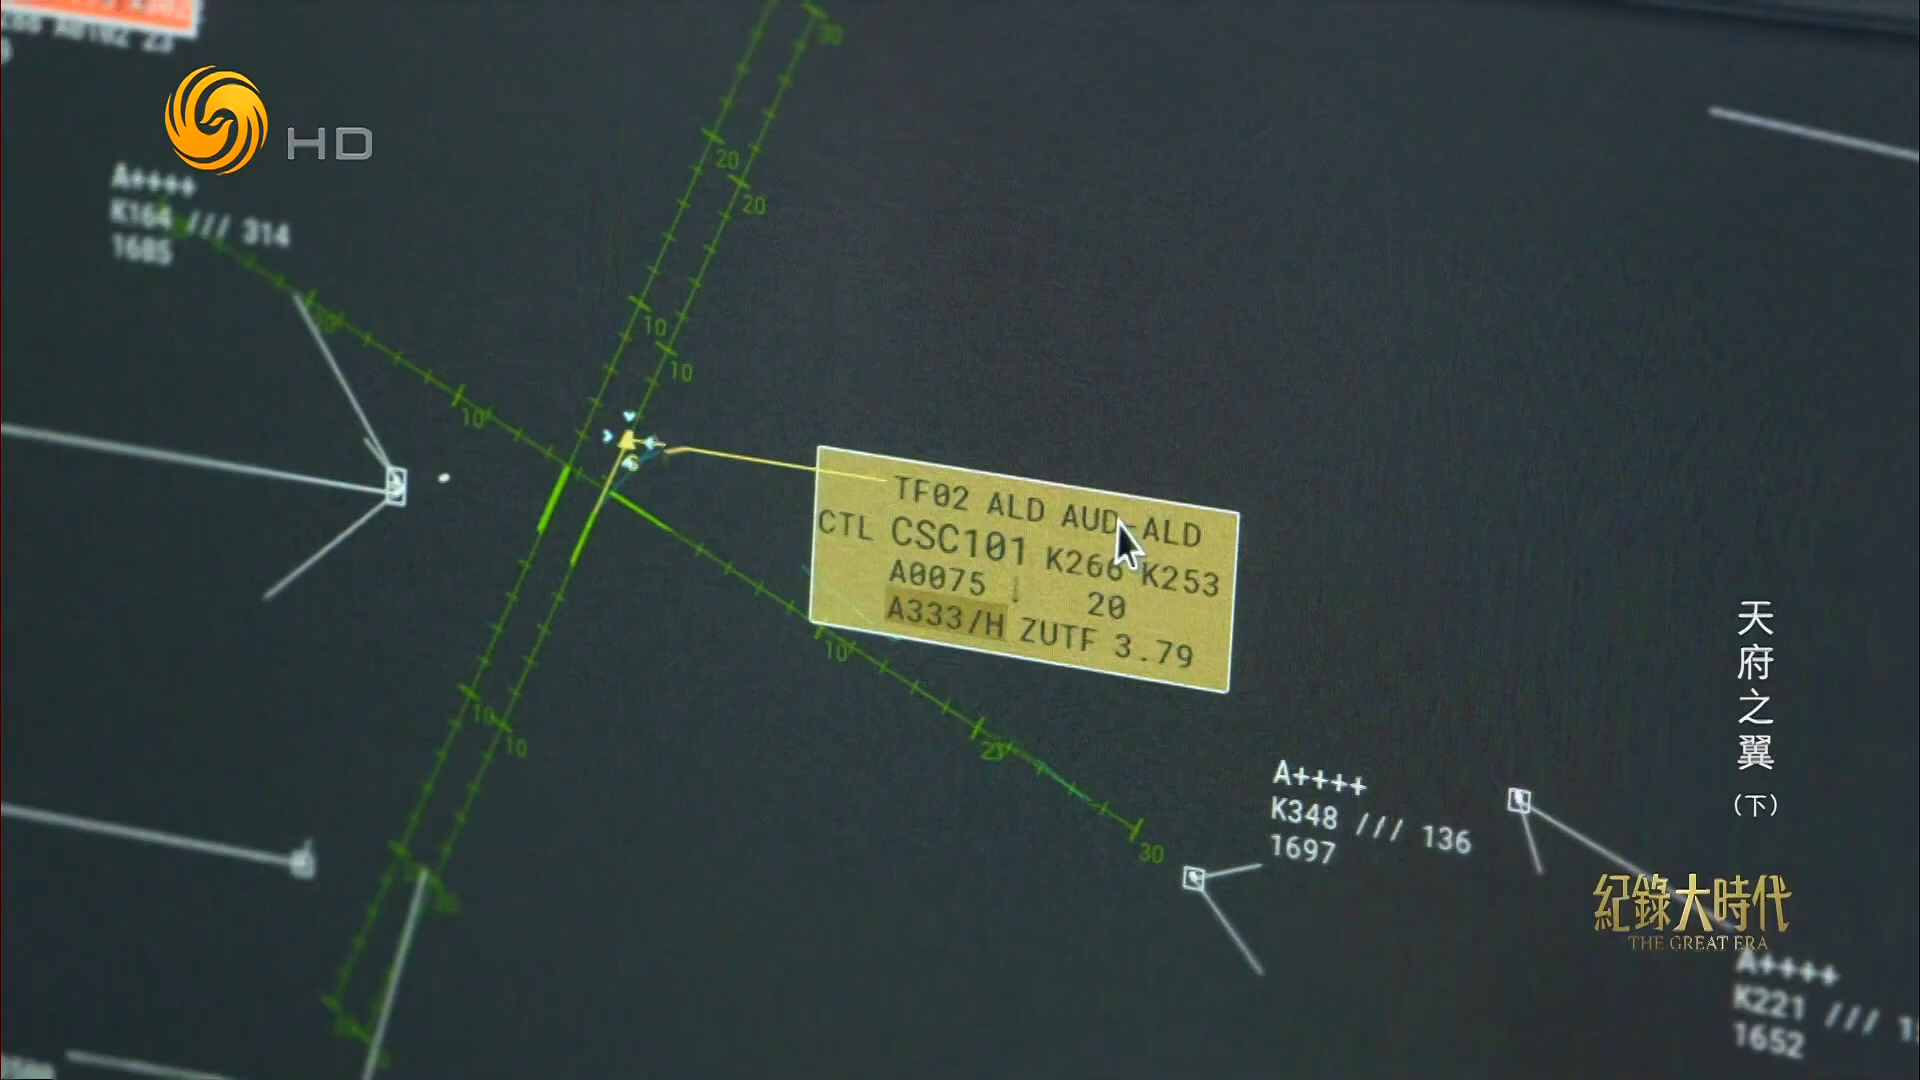 HD
A++++
K164 /// 314
1685
20
20
10
10
10
TF02 ALD AUD-ALD
CTL CSC101 K266 K253
A0075 ↓ 20
A333/H ZUTF 3.79
10
10
10
30
A++++
K348 /// 136
1697
天府之翼
(下)
紀錄大時代
THE GREAT ERA
A++++
K221 ///
1652